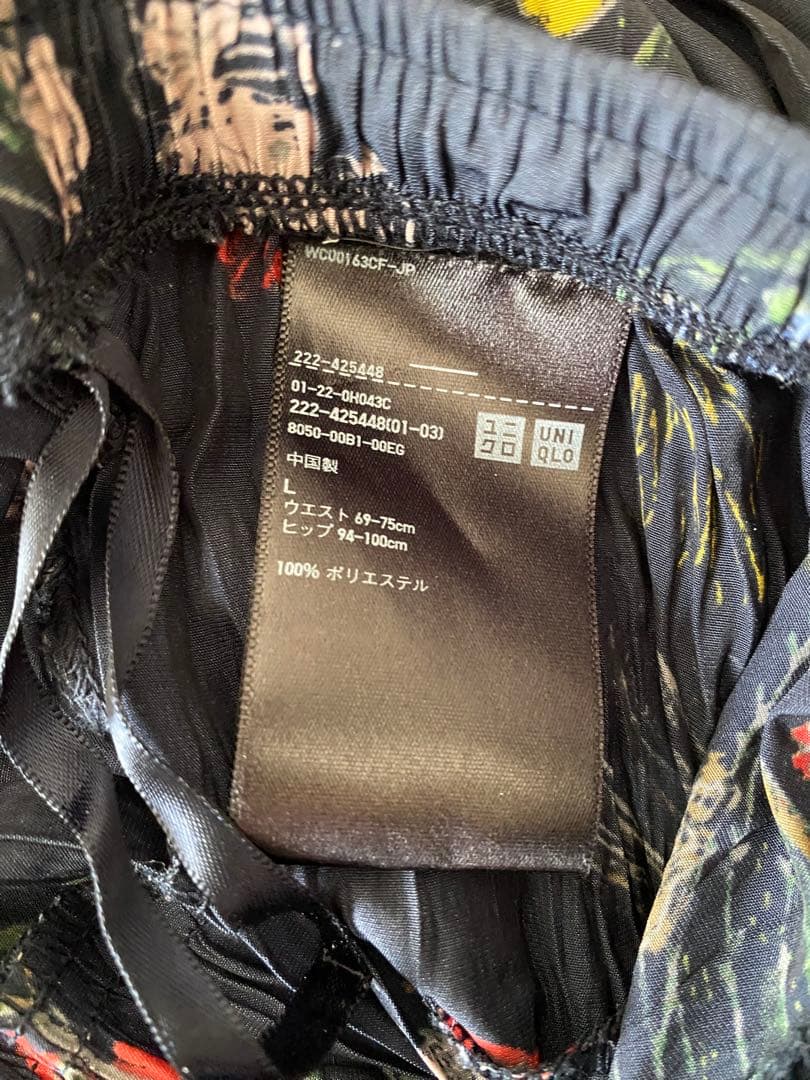 WC00163CF-JP
222-425448
01-22-0H043C
222-425448(01-03)
8050-00B1-00EG
中国製
L
ウエスト 69-75cm
ヒップ 94-100cm
100% ポリエステル
ユニ
クロ
UNI
QLO